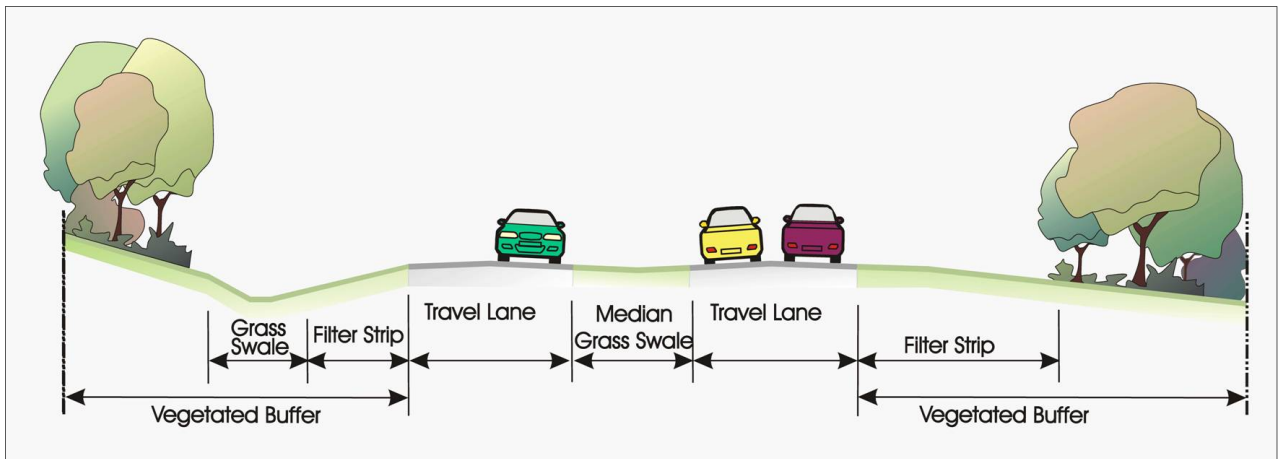 Grass
Swale
Filter Strip
Travel Lane
Median
Grass Swale
Travel Lane
Filter Strip
Vegetated Buffer
Vegetated Buffer